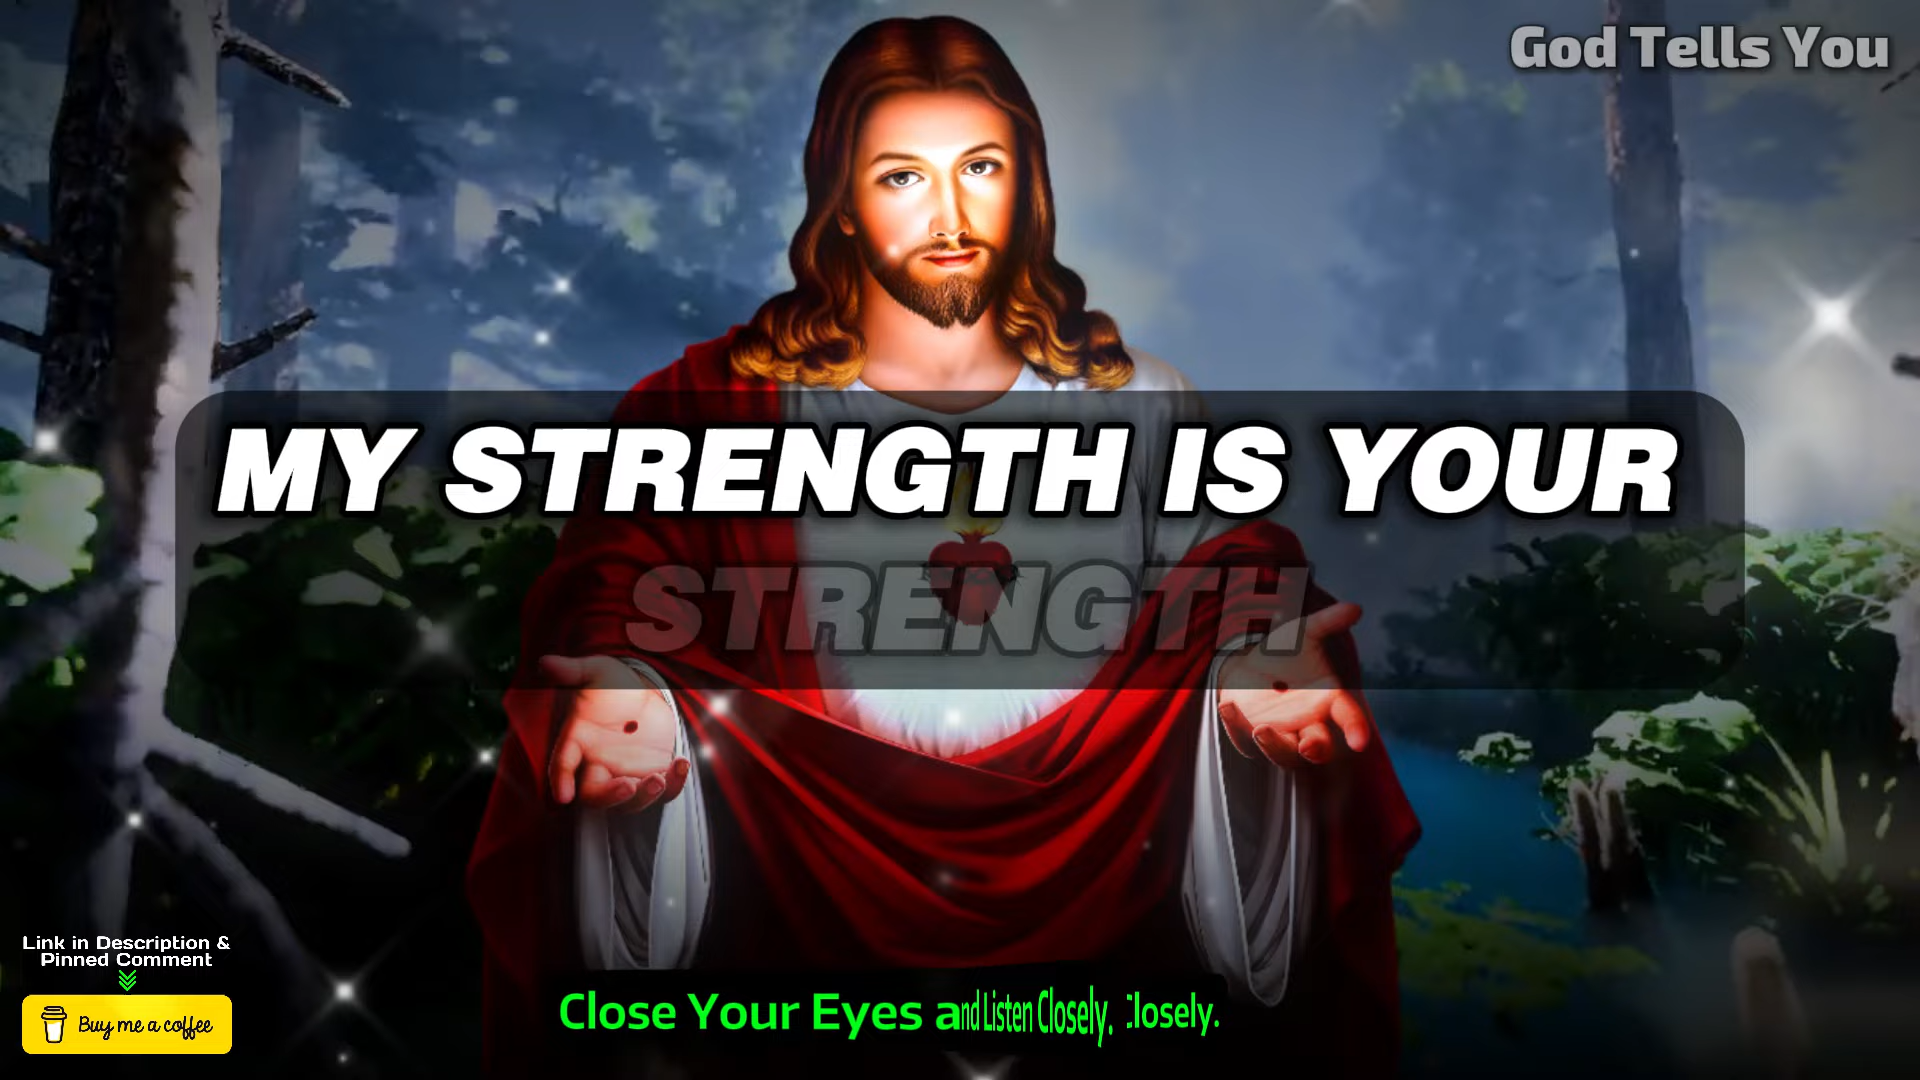 God Tells You
MY STRENGTH IS YOUR
STRENGTH
Link in Description &
Pinned Comment
Buy me a coffee
Close Your Eyes and Listen Closely. Closely.